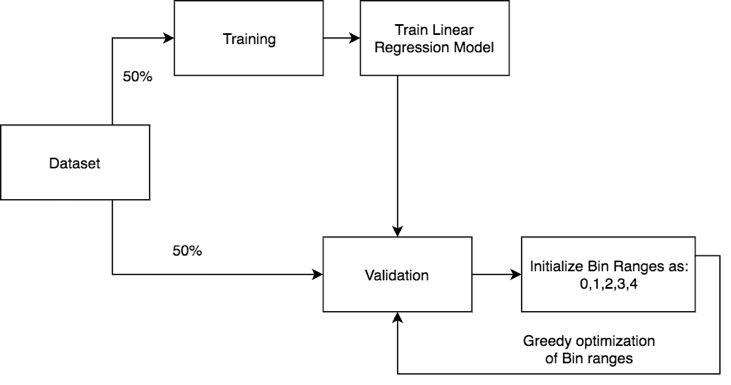 Training
Train Linear
Regression Model
50%
Dataset
50%
Validation
Initialize Bin Ranges as:
0,1,2,3,4
Greedy optimization
of Bin ranges